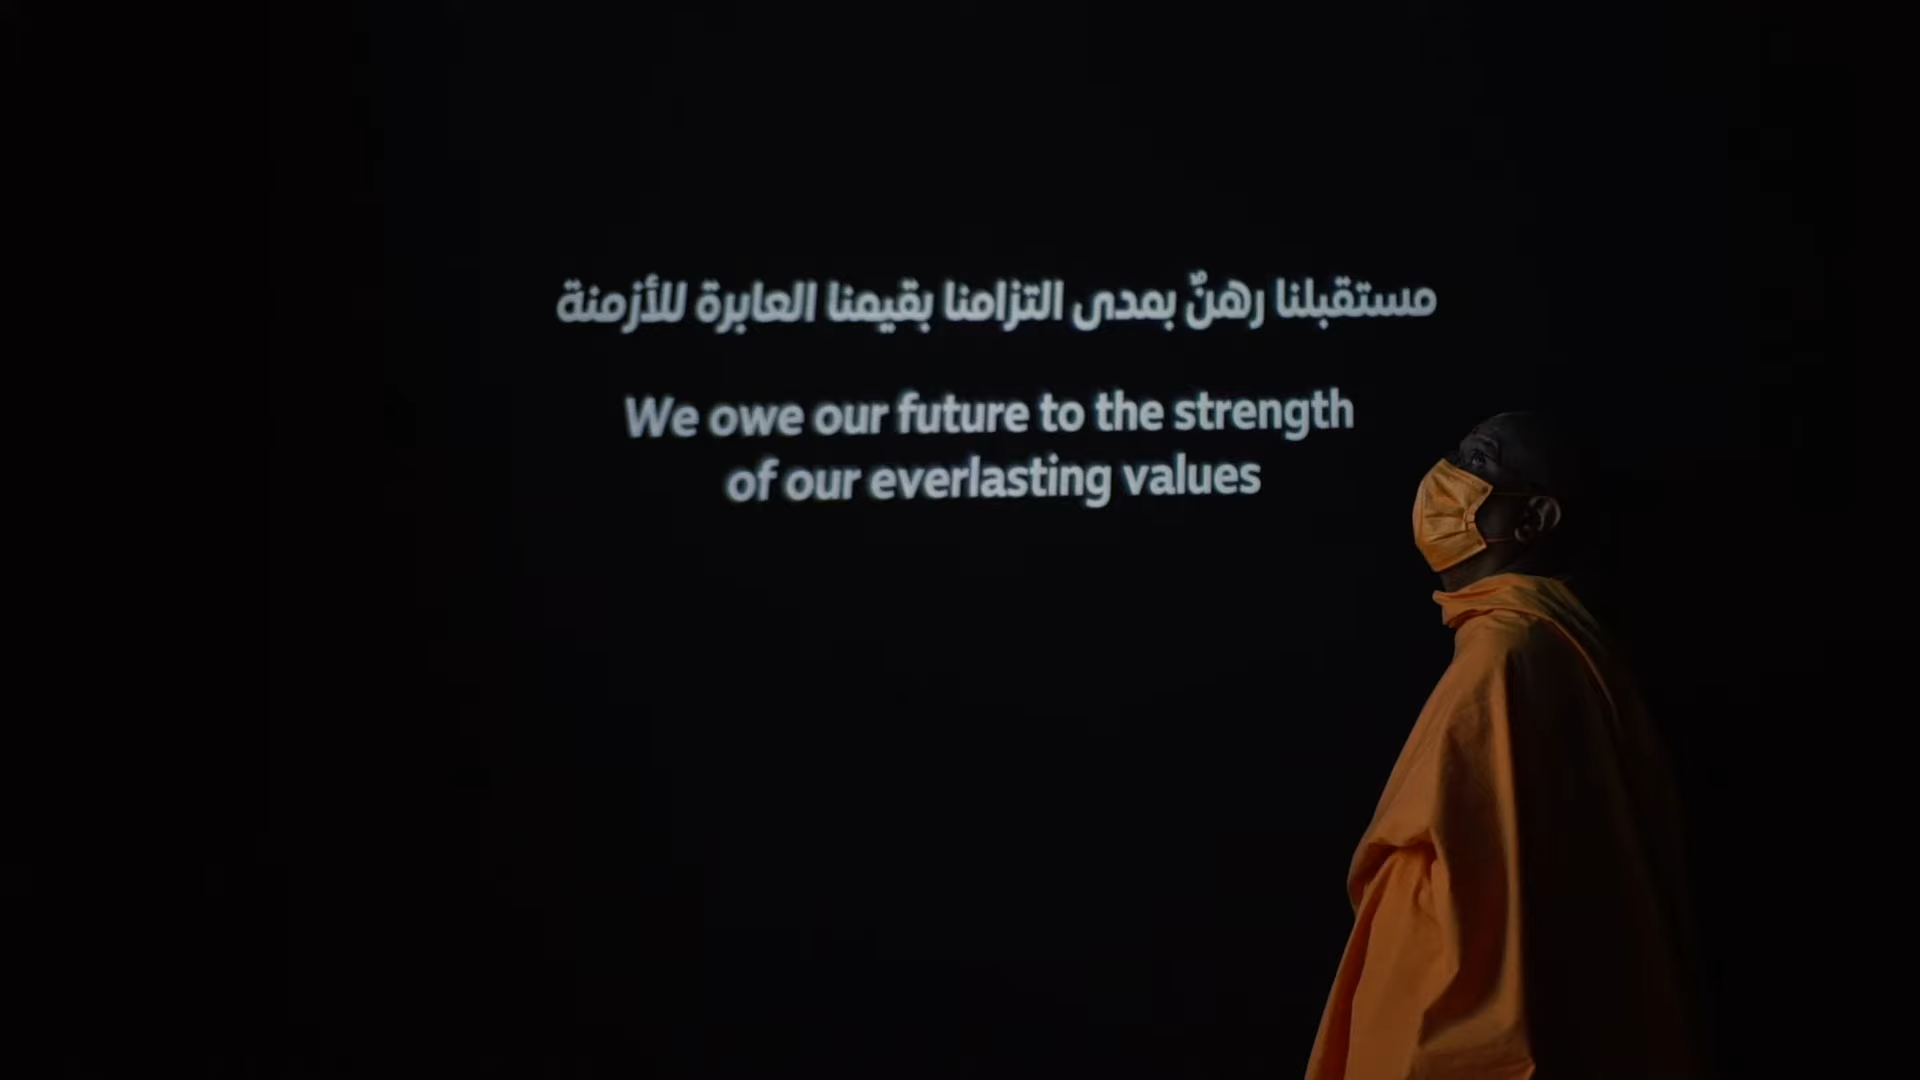 مستقبلنا رهنٌ بمدى التزامنا بقيمنا العابرة للأزمنة
We owe our future to the strength
of our everlasting values